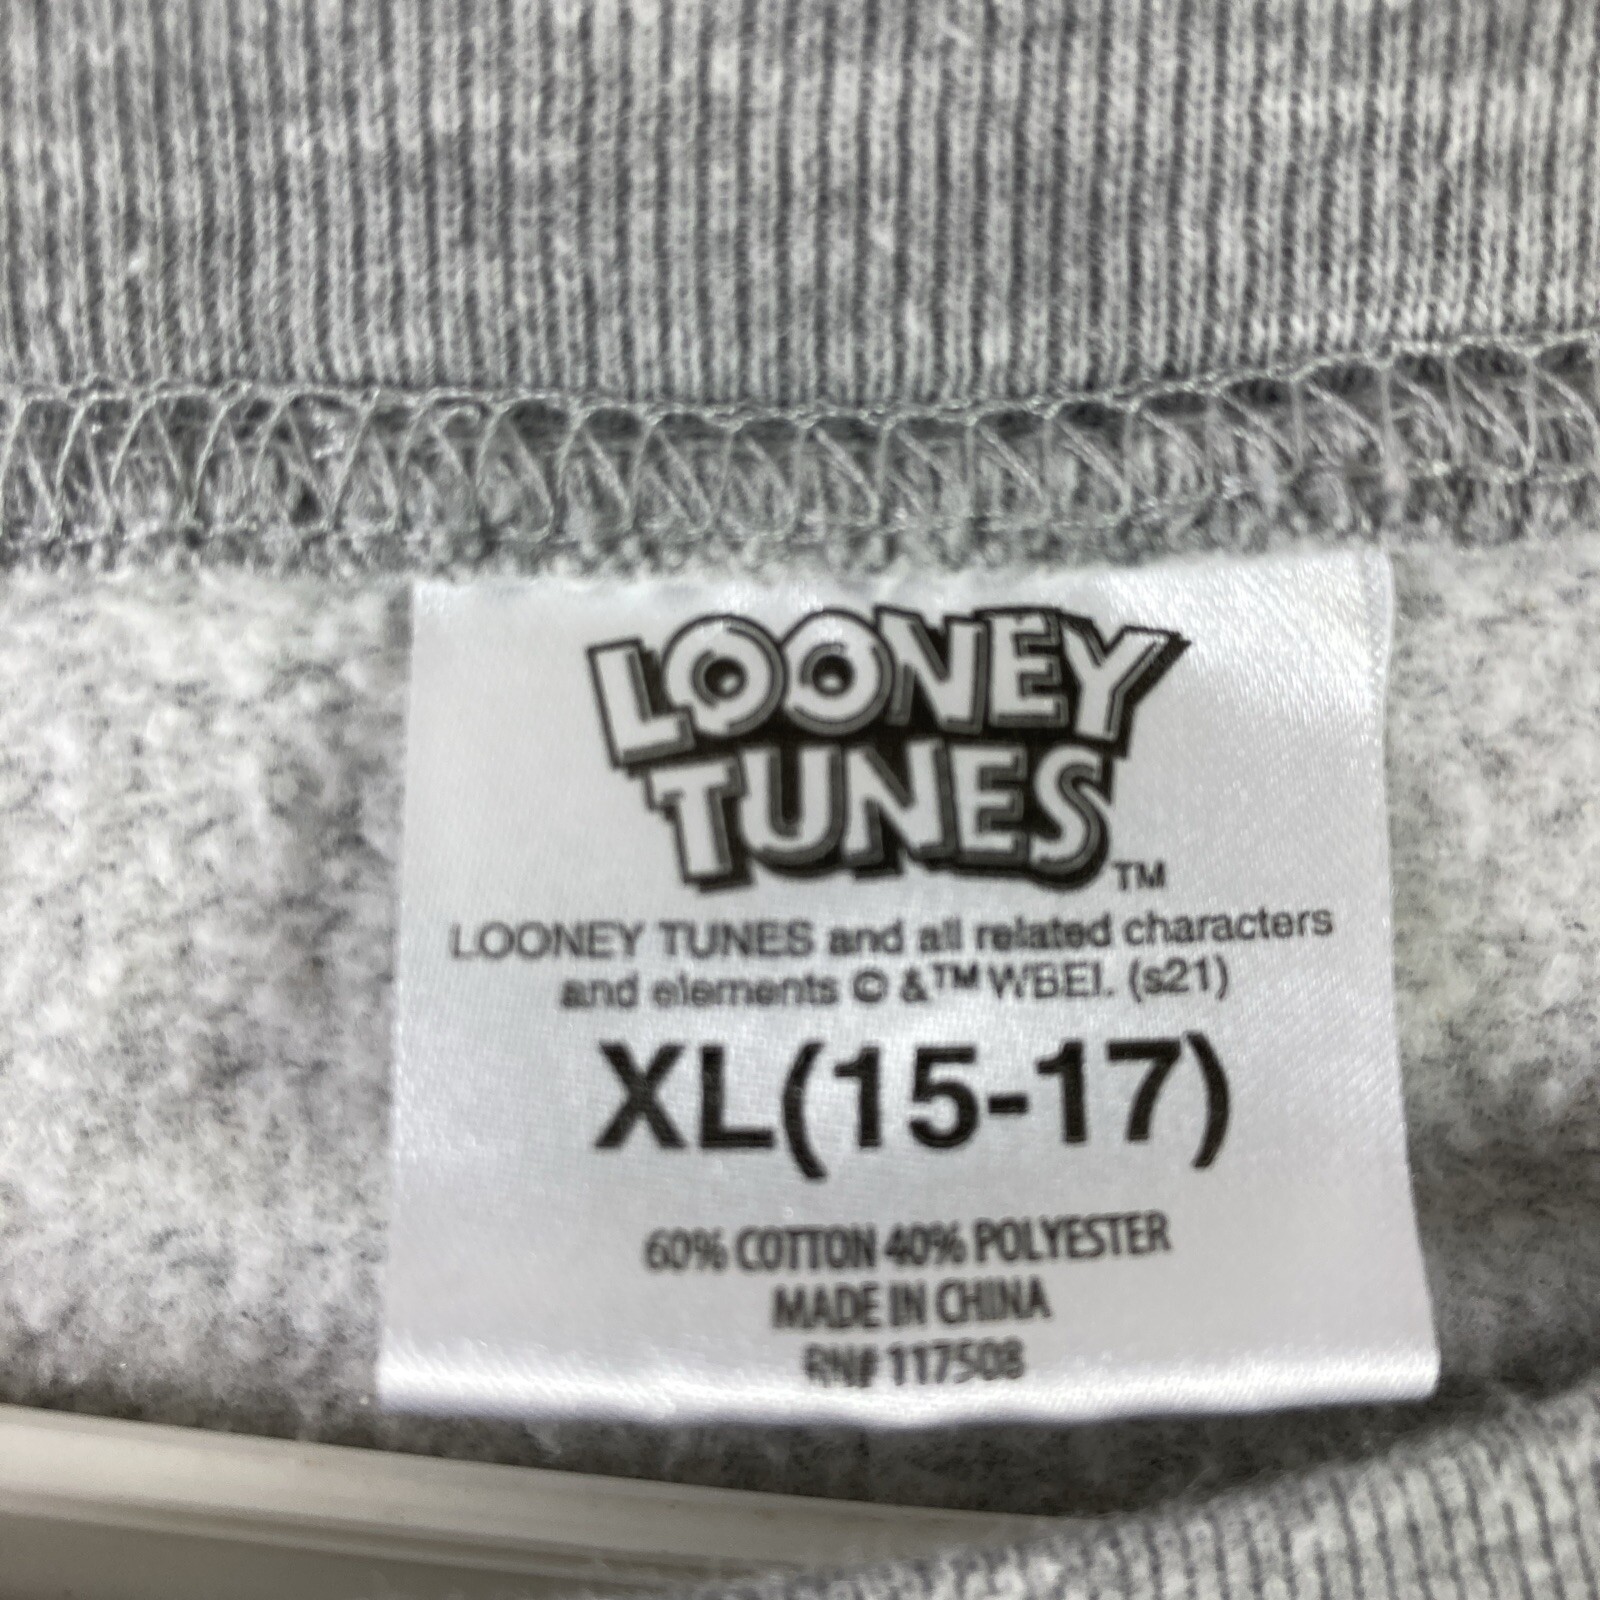 LOONEY
TUNES
TM
LOONEY TUNES and all related characters
and elements © &™ WBEI. (s21)
XL(15-17)
60% COTTON 40% POLYESTER
MADE IN CHINA
RN# 117508